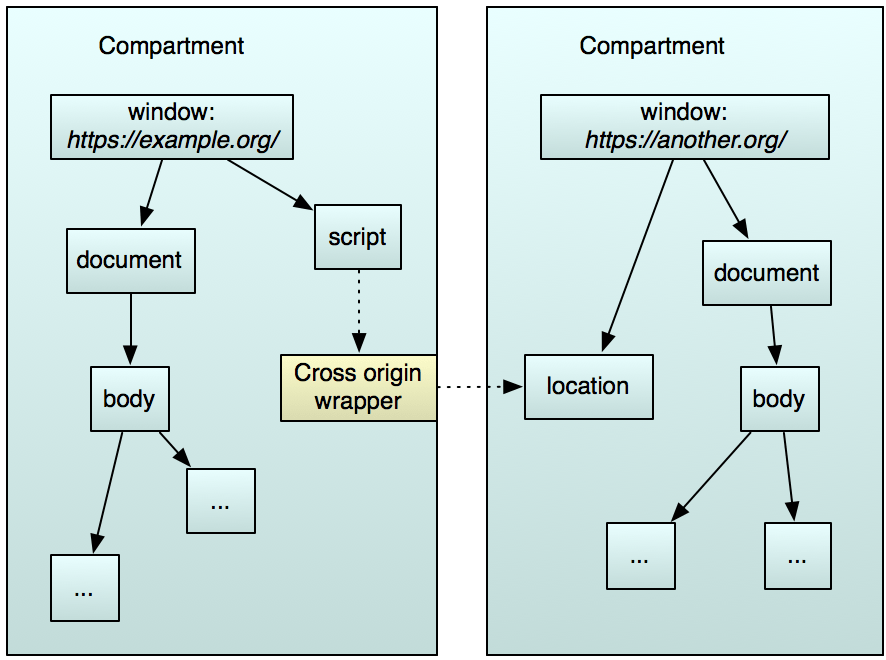 Compartment
window:
https://example.org/
script
document
Cross origin
wrapper
body
...
...
Compartment
window:
https://another.org/
document
location
body
...
...